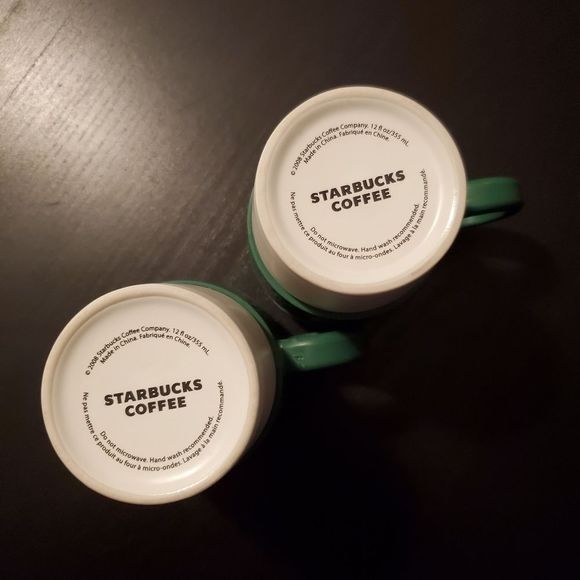 © 2008 Starbucks Coffee Company. 12 fl oz/355 mL.
Made in China. Fabriqué en Chine.
STARBUCKS
COFFEE
Do not microwave. Hand wash recommended.
Ne pas mettre ce produit au four à micro-ondes. Lavage à la main recommandé.
© 2008 Starbucks Coffee Company. 12 fl oz/355 mL.
Made in China. Fabriqué en Chine.
STARBUCKS
COFFEE
Do not microwave. Hand wash recommended.
Ne pas mettre ce produit au four à micro-ondes. Lavage à la main recommandé.